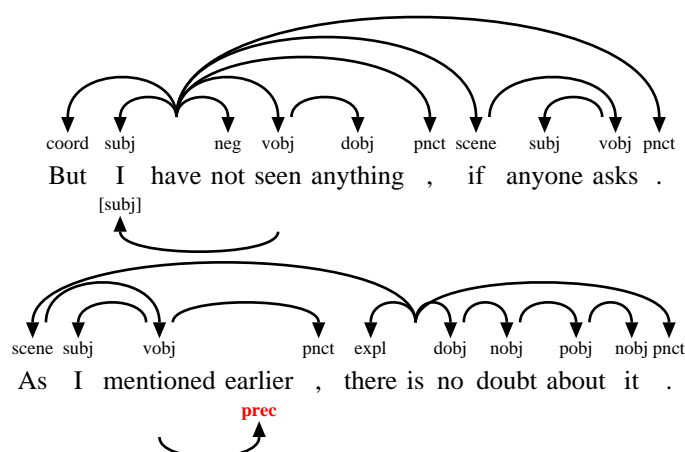 coord subj neg vobj dobj pnct scene subj vobj pnct
But I have not seen anything , if anyone asks .
[subj]
scene subj vobj pnct expl dobj nobj pobj nobj pnct
As I mentioned earlier , there is no doubt about it .
prec